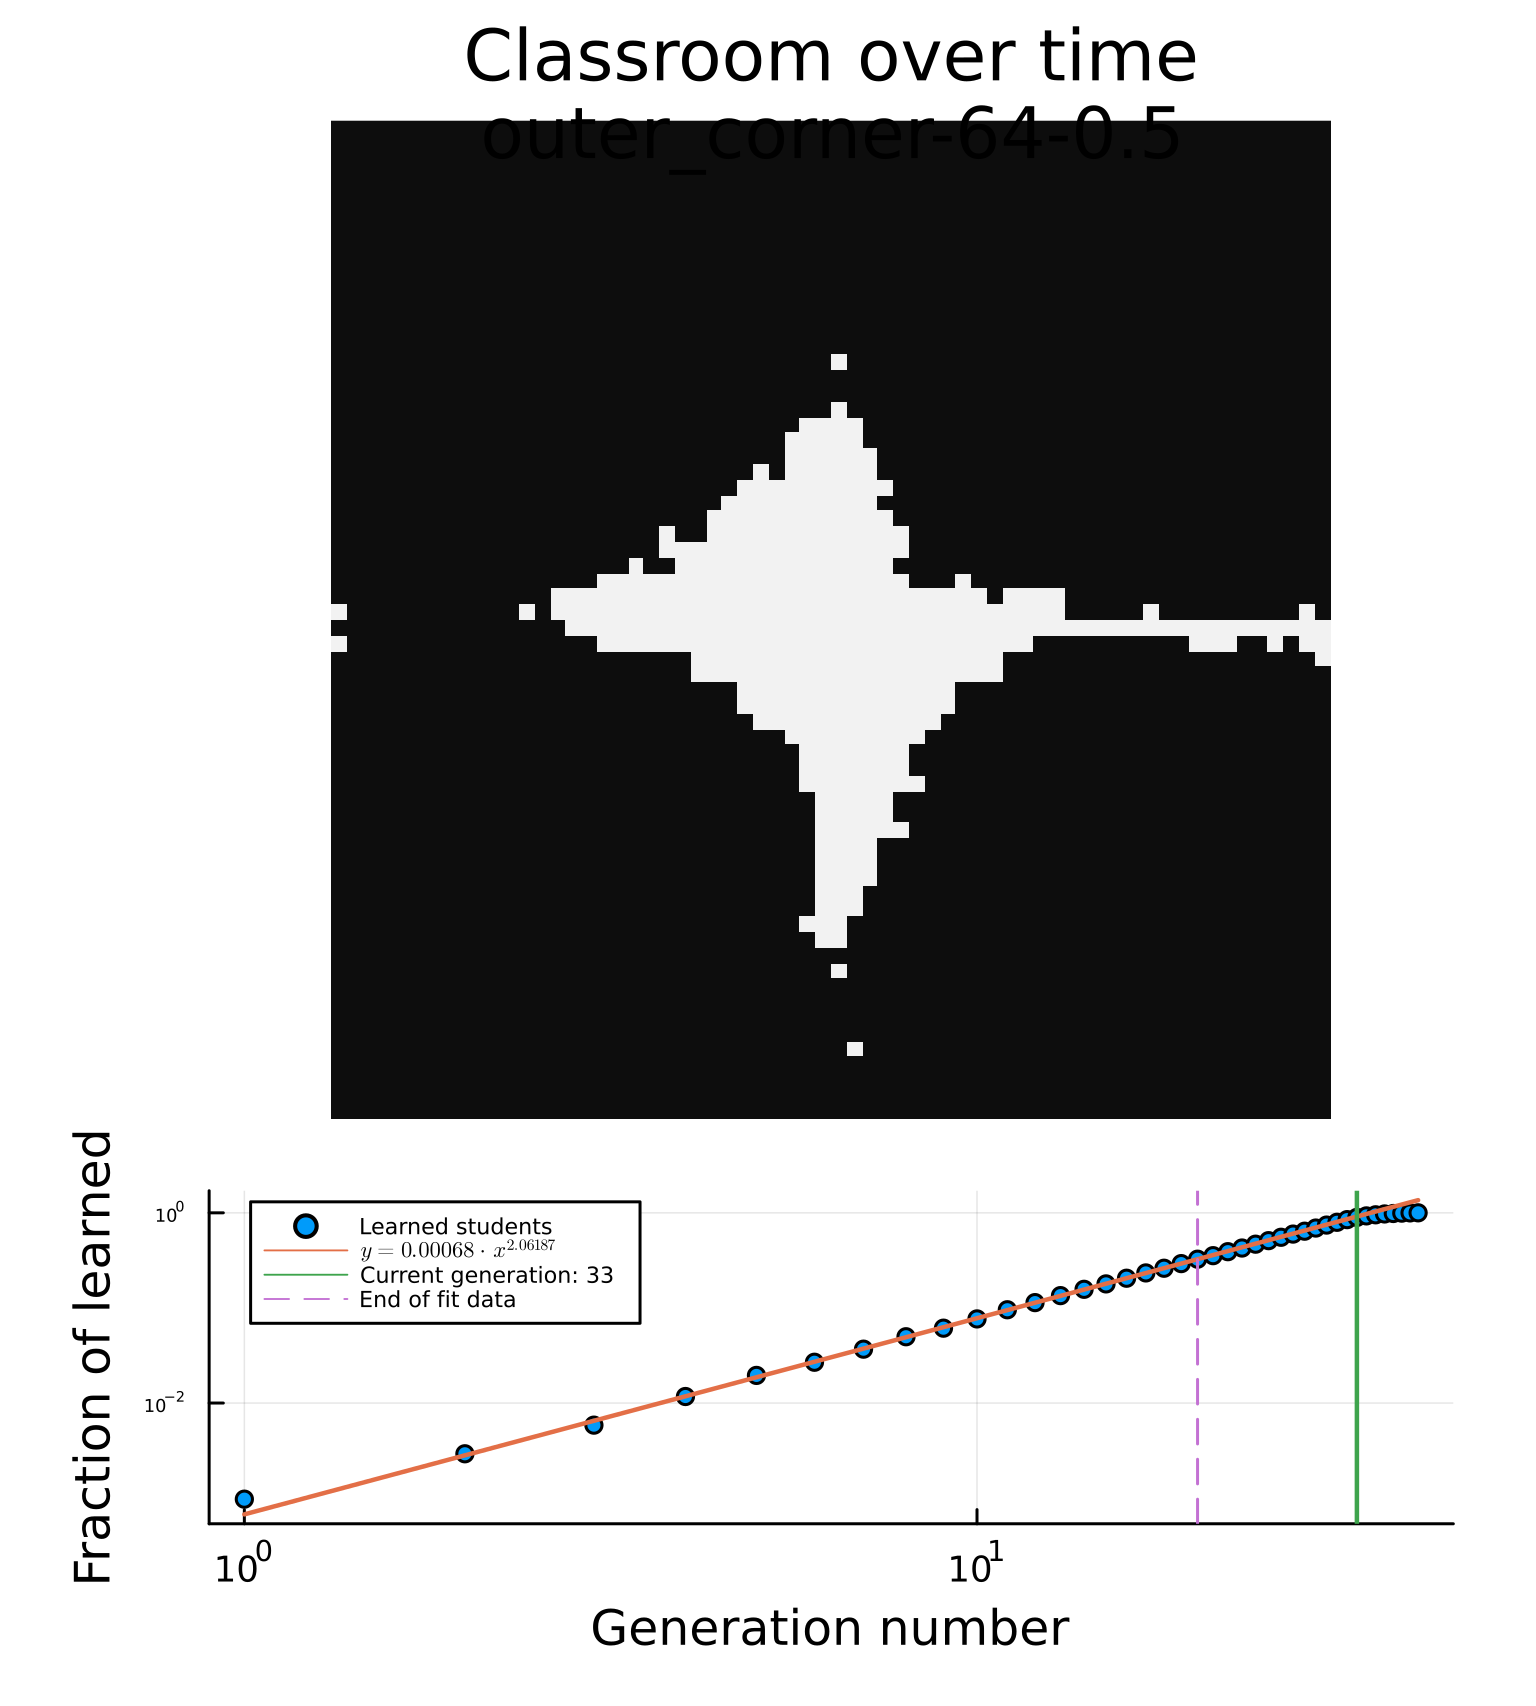 Classroom over time
outer_corner-64-0.5
Fraction of learned
10^0
10^-2
Learned students
y = 0.00068 · x^2.06187
Current generation: 33
End of fit data
10^0
10^1
Generation number